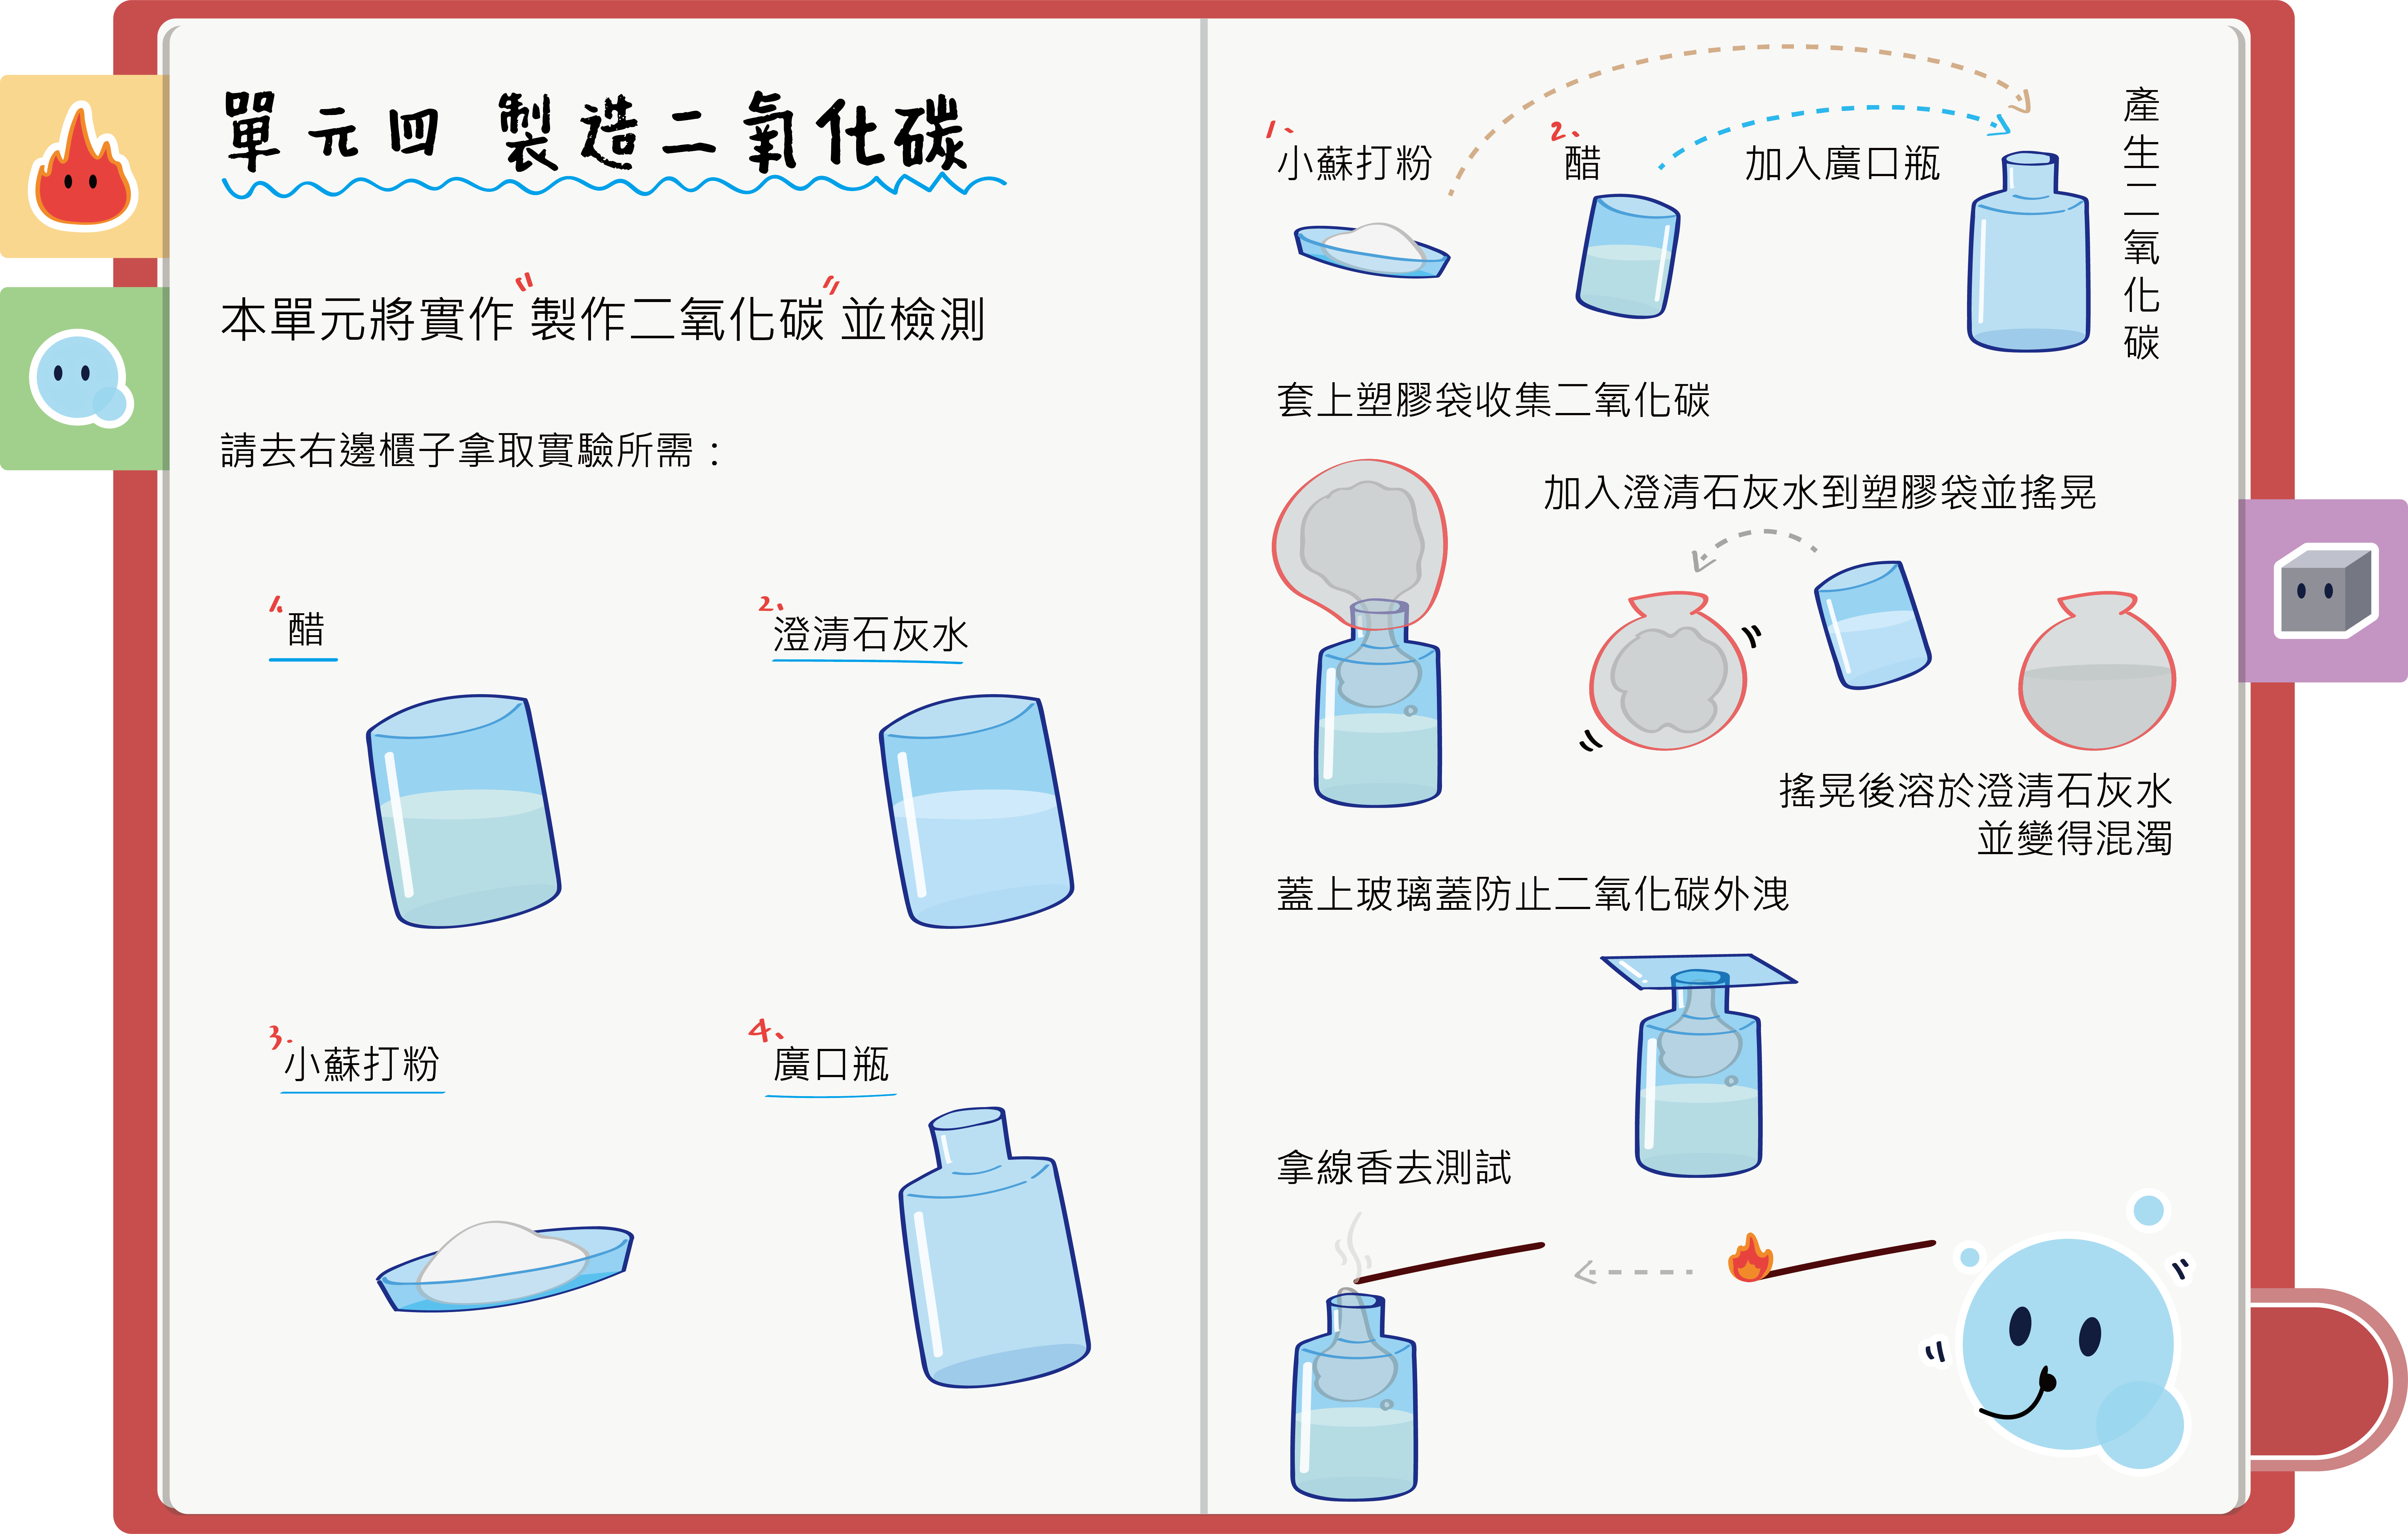 單元四 製造二氧化碳
本單元將實作"製作二氧化碳"並檢測
請去右邊櫃子拿取實驗所需：
1.醋
2.澄清石灰水
3.小蘇打粉
4.廣口瓶
1.小蘇打粉
2.醋
加入廣口瓶
產生二氧化碳
套上塑膠袋收集二氧化碳
加入澄清石灰水到塑膠袋並搖晃
搖晃後溶於澄清石灰水
並變得混濁
蓋上玻璃蓋防止二氧化碳外洩
拿線香去測試